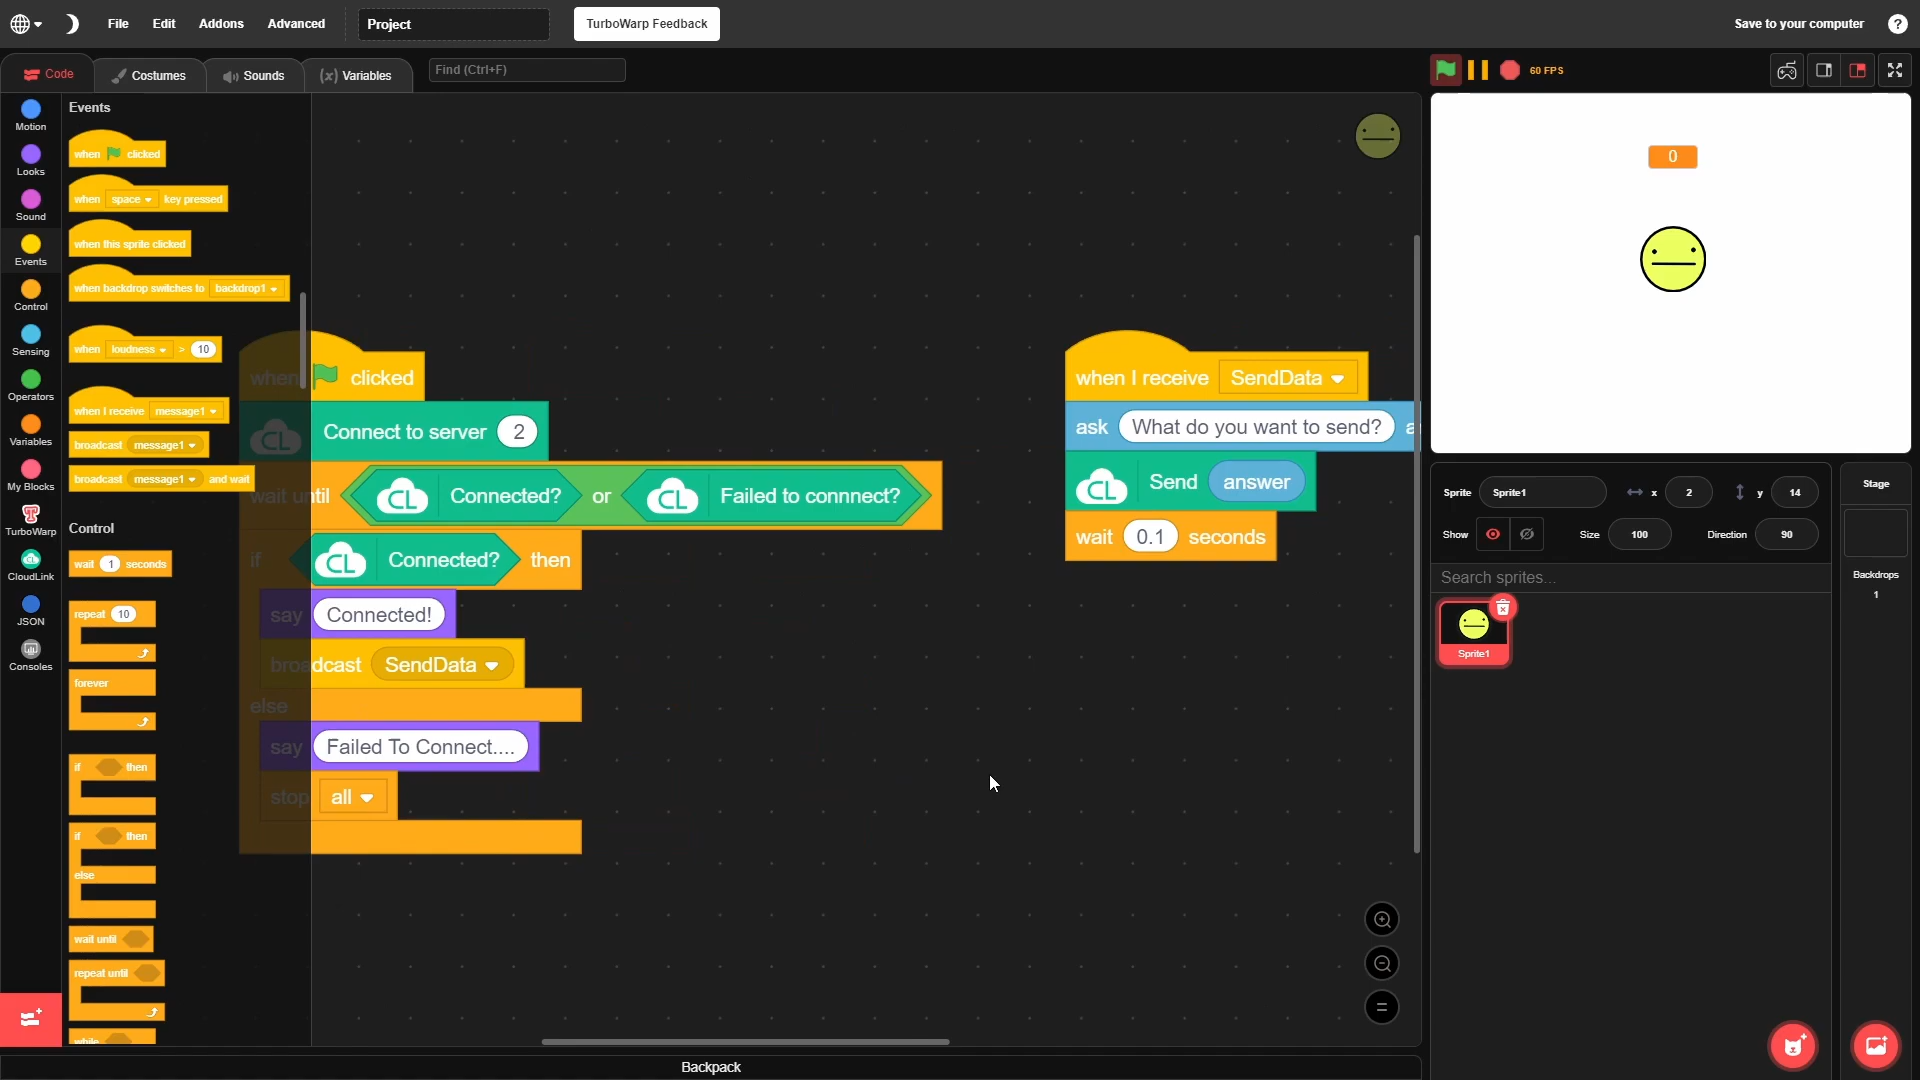 File Edit Addons Advanced Project TurboWarp Feedback Save to your computer ?
Code Costumes Sounds (x) Variables Find (Ctrl+F) 60 FPS
Motion
Looks
Sound
Events
Control
Sensing
Operators
Variables
My Blocks
TurboWarp
CloudLink
JSON
Consoles
Events
when clicked
when space key pressed
when this sprite clicked
when backdrop switches to backdrop1
when loudness > 10
when I receive message1
broadcast message1
broadcast message1 and wait
Control
wait 1 seconds
repeat 10
forever
if then
if then
else
wait until
repeat until
while
when clicked
CL Connect to server 2
wait until CL Connected? or CL Failed to connnect?
if CL Connected? then
say Connected!
broadcast SendData
else
say Failed To Connect....
stop all
when I receive SendData
ask What do you want to send? a
CL Send answer
wait 0.1 seconds
0
Sprite Sprite1 x 2 y 14
Show Size 100 Direction 90
Search sprites...
Sprite1
Stage
Backdrops
1
Backpack